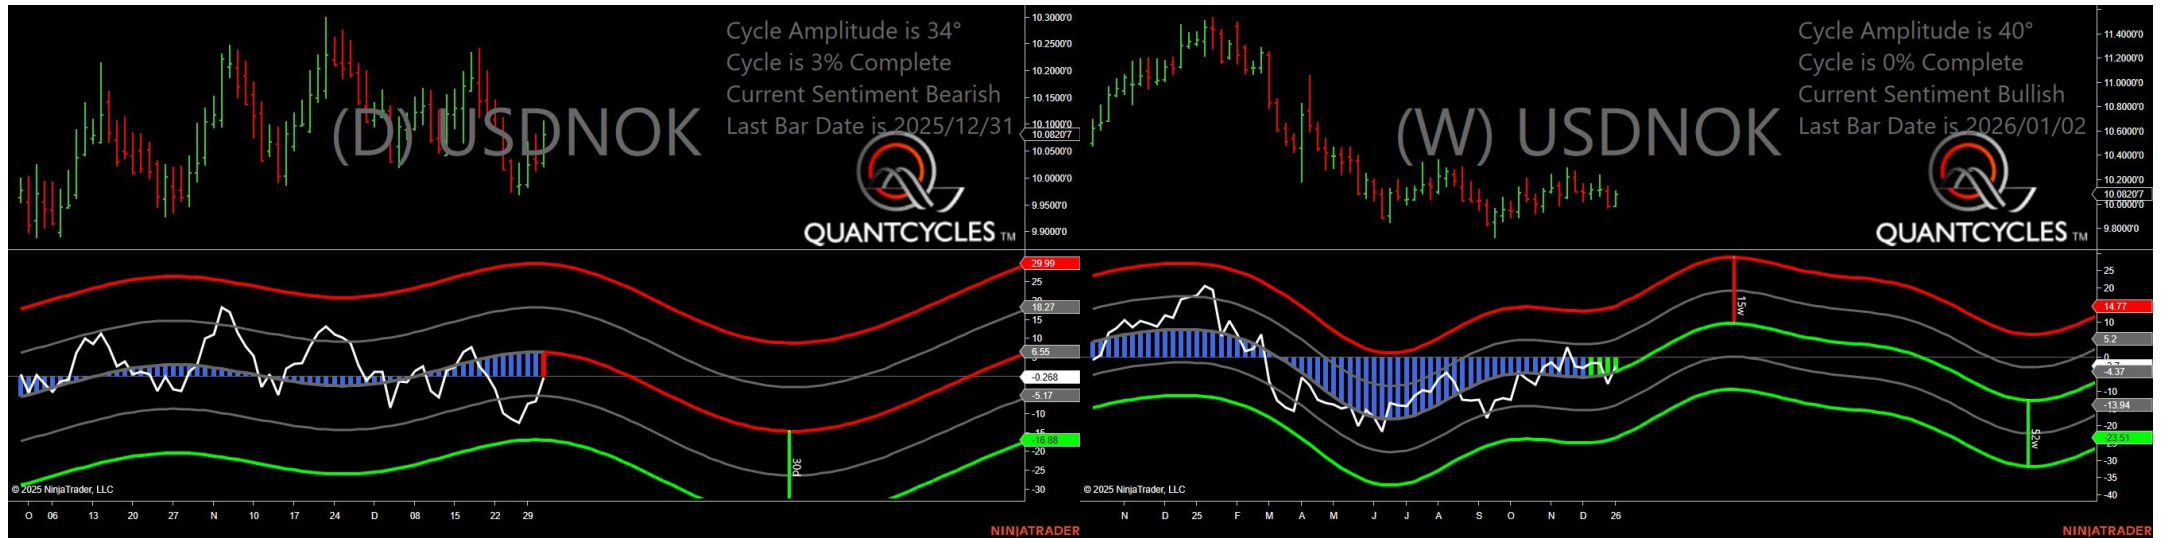 Cycle Amplitude is 34°
Cycle is 3% Complete
Current Sentiment Bearish
Last Bar Date is 2025/12/31
(D) USDNOK
QUANTCYCLES TM
10.3000'0
10.2500'0
10.2000'0
10.1500'0
10.1000'0
10.0820'7
10.0500'0
10.0000'0
9.9500'0
9.9000'0
29.99
25
18.27
15
10
6.55
-0.268
-5.17
-10
-15
-16.88
-20
-25
-30
30d
© 2025 NinjaTrader, LLC
O 06 13 20 27 N 10 17 24 D 08 15 22 29
NINJATRADER
Cycle Amplitude is 40°
Cycle is 0% Complete
Current Sentiment Bullish
Last Bar Date is 2026/01/02
(W) USDNOK
QUANTCYCLES TM
11.4000'0
11.2000'0
11.0000'0
10.8000'0
10.6000'0
10.4000'0
10.2000'0
10.0820'7
10.0000'0
9.8000'0
25
20
14.77
10
5.2
0
-4.37
-10
-13.94
-20
-23.51
-30
-35
-40
15w
52w
© 2025 NinjaTrader, LLC
N D 25 F M A M J J A S O N D 26
NINJATRADER